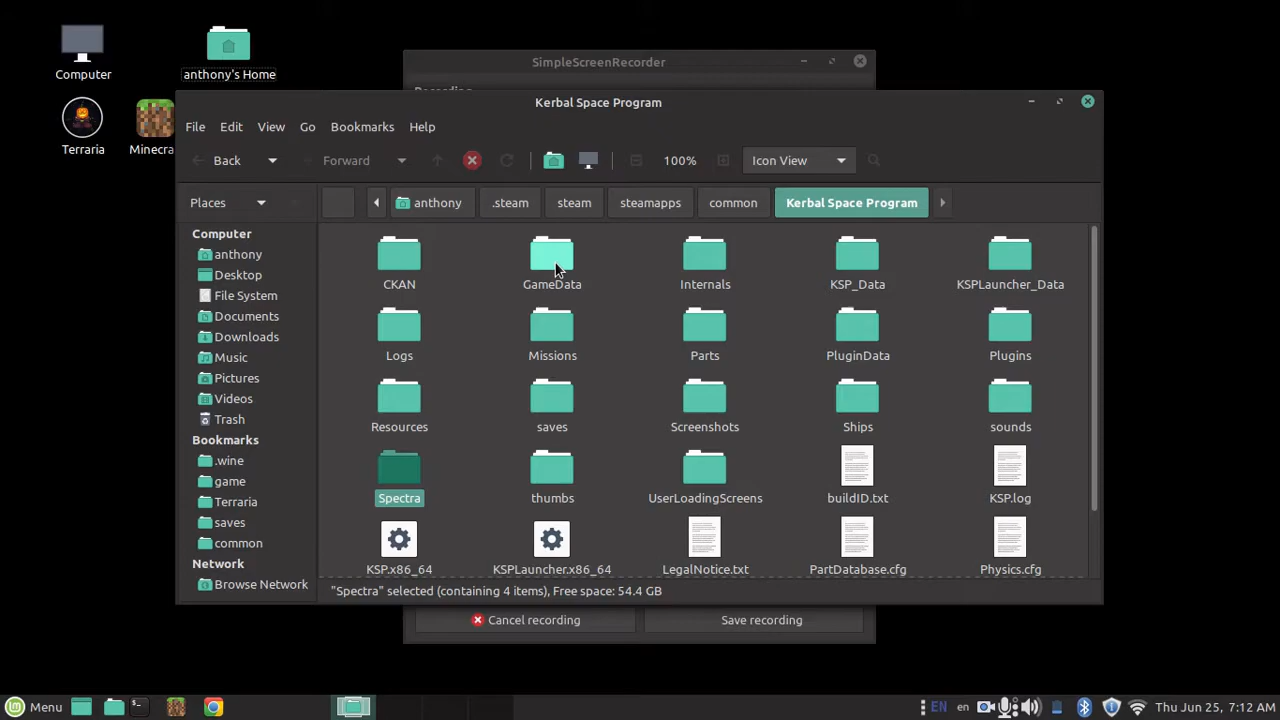 Computer
anthony's Home
Terraria
Minecra
SimpleScreenRecorder
Kerbal Space Program
File Edit View Go Bookmarks Help
Back Forward 100% Icon View
Places anthony .steam steam steamapps common Kerbal Space Program
Computer
anthony
Desktop
File System
Documents
Downloads
Music
Pictures
Videos
Trash
Bookmarks
.wine
game
Terraria
saves
common
Network
Browse Network
CKAN GameData Internals KSP_Data KSPLauncher_Data
Logs Missions Parts PluginData Plugins
Resources saves Screenshots Ships sounds
Spectra thumbs UserLoadingScreens buildID.txt KSP.log
KSP.x86_64 KSPLauncher.x86_64 LegalNotice.txt PartDatabase.cfg Physics.cfg
"Spectra" selected (containing 4 items), Free space: 54.4 GB
Cancel recording Save recording
Menu EN en Thu Jun 25, 7:12 AM